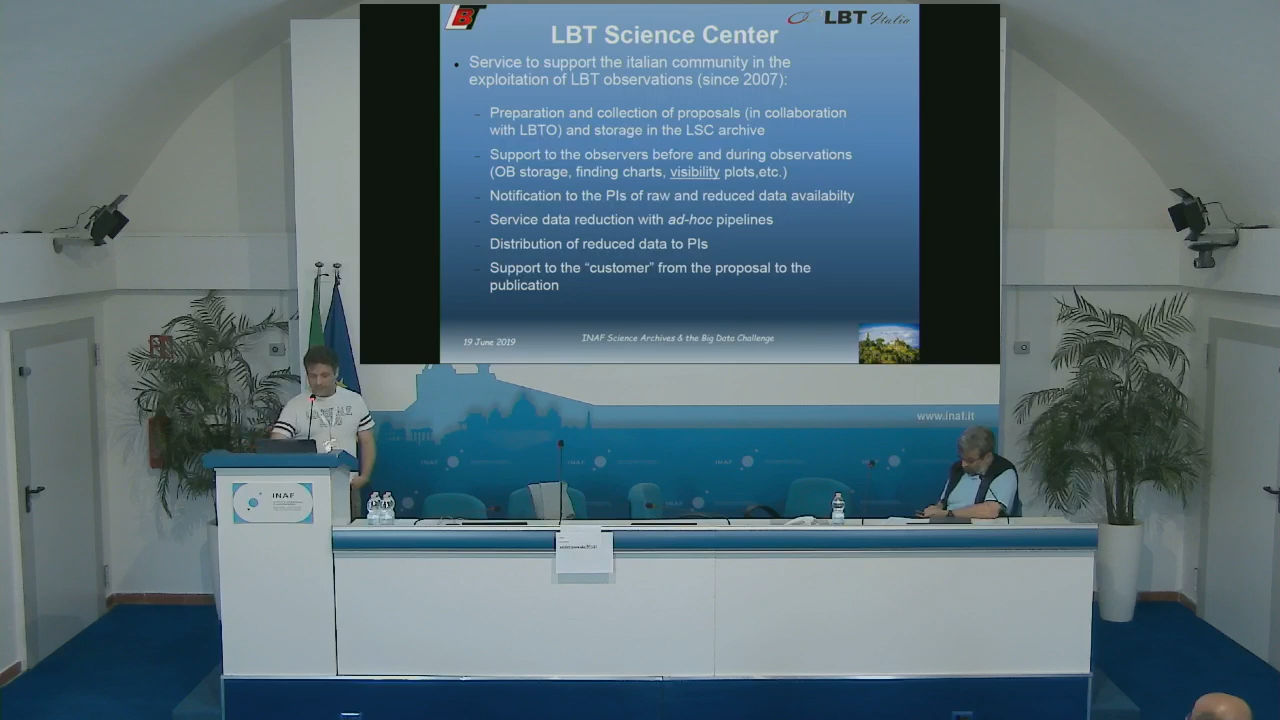 LBT
LBT Italia
LBT Science Center
• Service to support the italian community in the
exploitation of LBT observations (since 2007):
– Preparation and collection of proposals (in collaboration
with LBTO) and storage in the LSC archive
– Support to the observers before and during observations
(OB storage, finding charts, visibility plots,etc.)
– Notification to the PIs of raw and reduced data availabilty
– Service data reduction with ad-hoc pipelines
– Distribution of reduced data to PIs
– Support to the “customer” from the proposal to the
publication
19 June 2019
INAF Science Archives & the Big Data Challenge
www.inaf.it
INAF
INAF
INAF
INAF